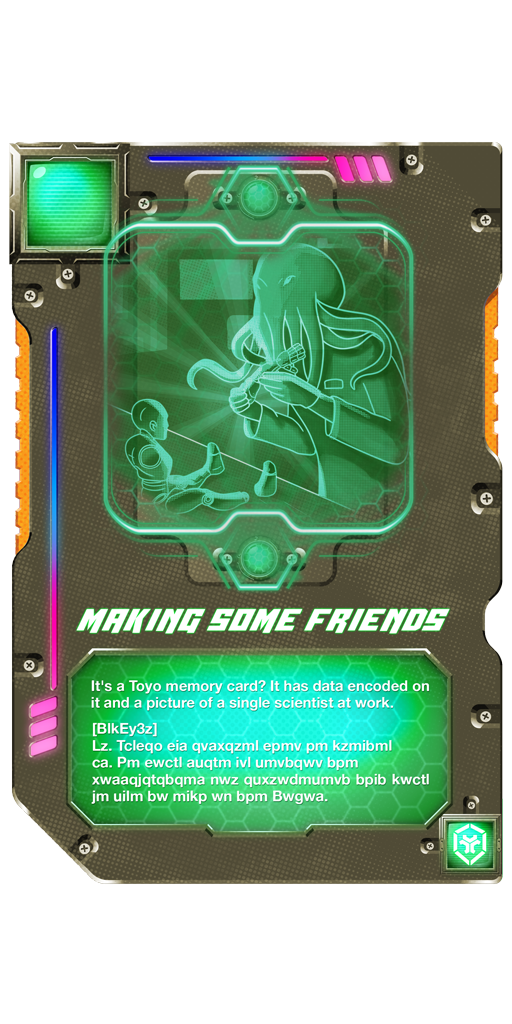 MAKING SOME FRIENDS
It's a Toyo memory card? It has data encoded on
it and a picture of a single scientist at work.
[BlkEy3z]
Lz. Tcleqo eia qvaxqzml epmv pm kzmibml
ca. Pm ewctl auqtm ivl umvbqwv bpm
xwaaqjqtqbqma nwz quxzwdmumvb bpib kwctl
jm uilm bw mikp wn bpm Bwgwa.